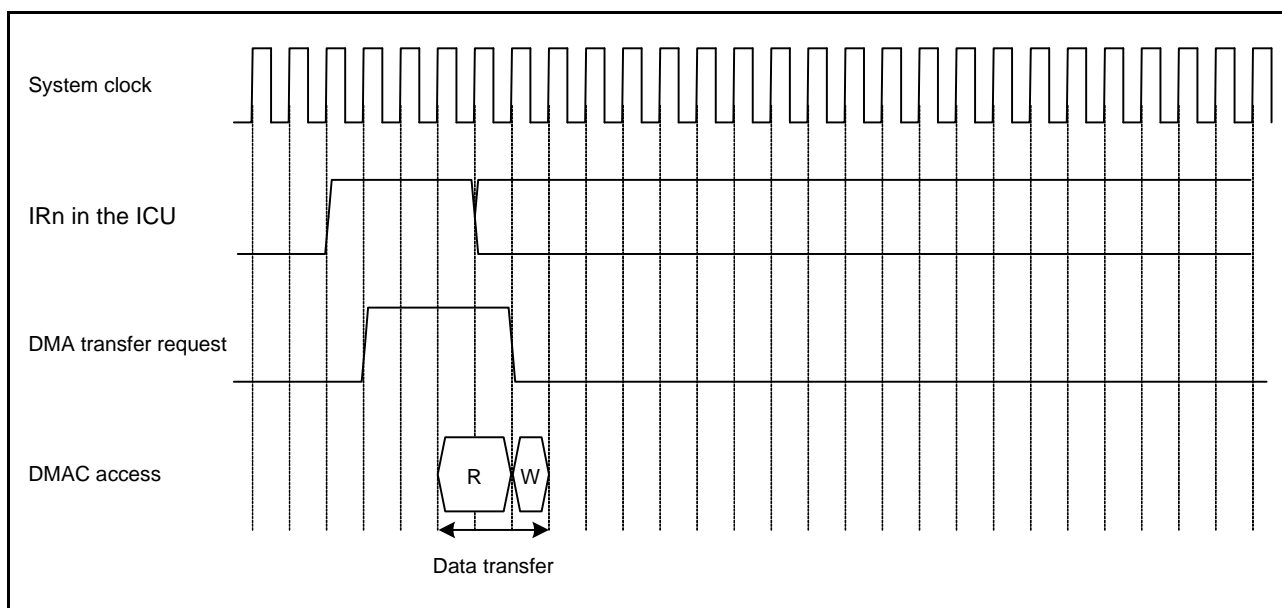 System clock
IRn in the ICU
DMA transfer request
DMAC access
R
W
Data transfer